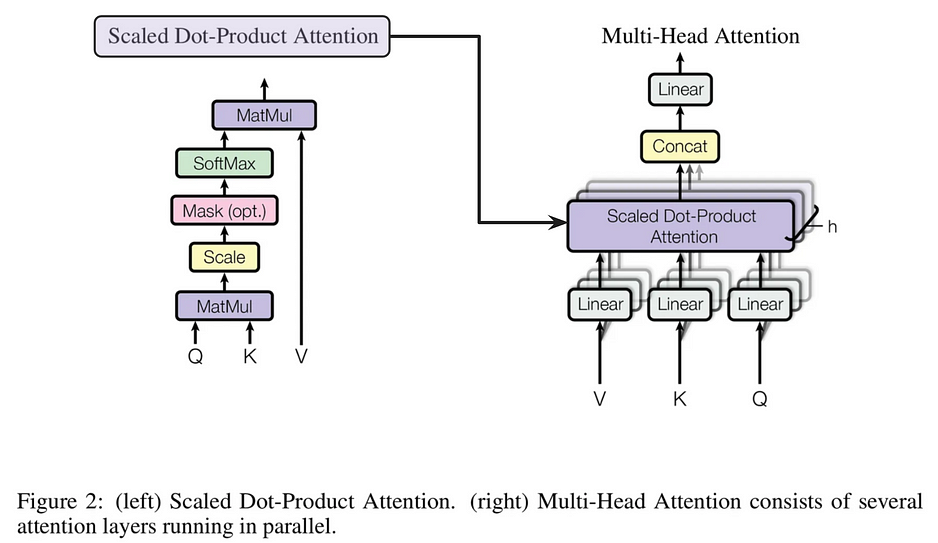 Scaled Dot-Product Attention
MatMul
SoftMax
Mask (opt.)
Scale
MatMul
Q K V
Multi-Head Attention
Linear
Concat
Scaled Dot-Product
Attention
h
Linear Linear Linear
V K Q
Figure 2: (left) Scaled Dot-Product Attention. (right) Multi-Head Attention consists of several
attention layers running in parallel.